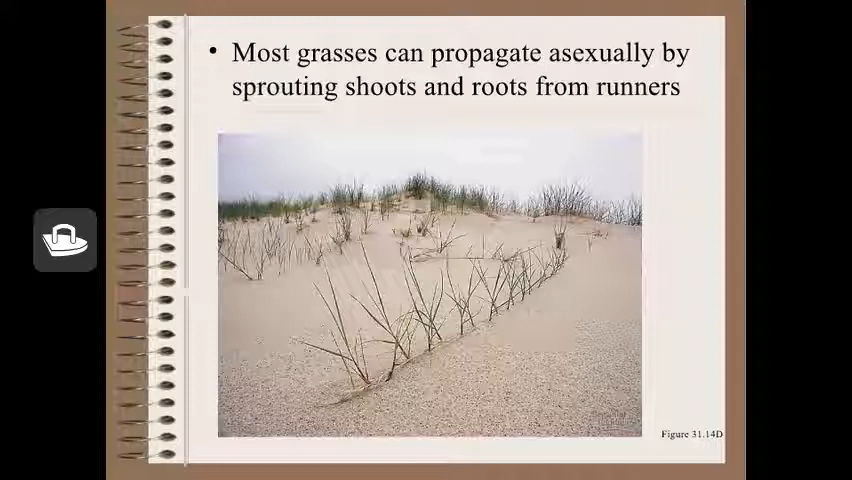 • Most grasses can propagate asexually by
sprouting shoots and roots from runners
Figure 31.14D